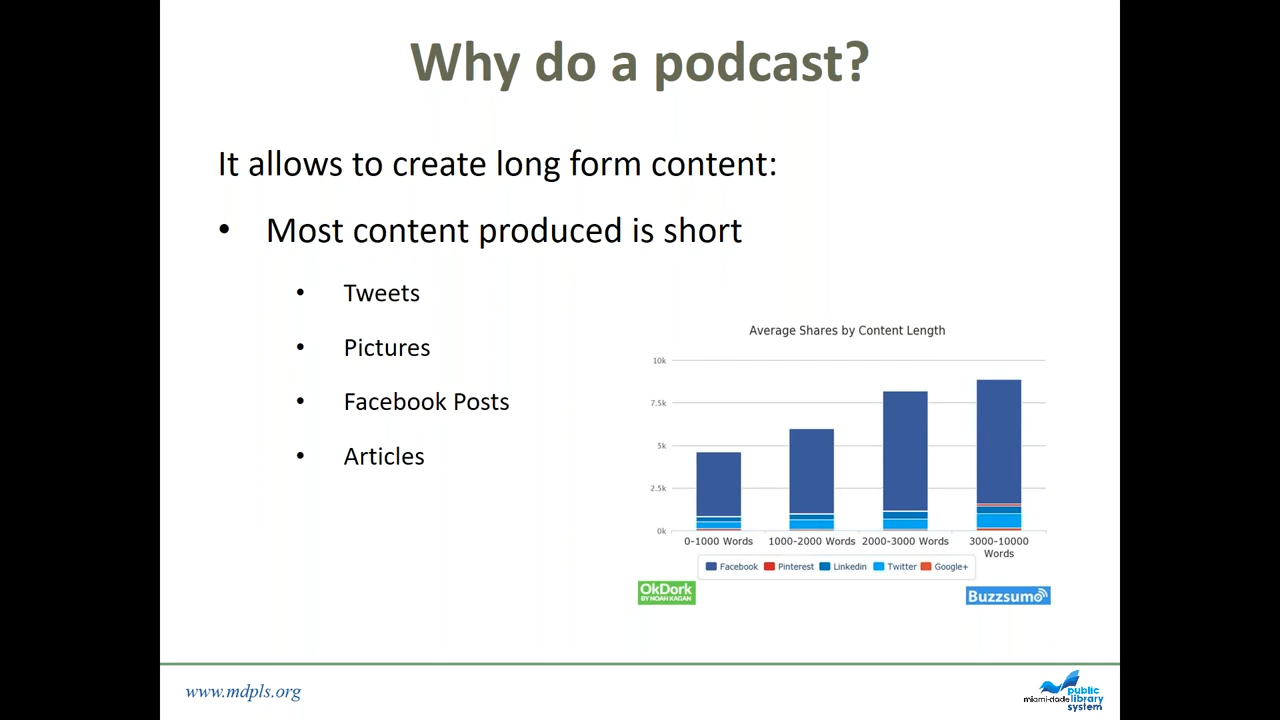 Why do a podcast?
It allows to create long form content:
• Most content produced is short
• Tweets
• Pictures
• Facebook Posts
• Articles
Average Shares by Content Length
10k
7.5k
5k
2.5k
0k
0-1000 Words
1000-2000 Words
2000-3000 Words
3000-10000
Words
Facebook
Pinterest
Linkedin
Twitter
Google+
OkDork
BY NOAH KAGAN
Buzzsumo
www.mdpls.org
miami-dade public
library
system